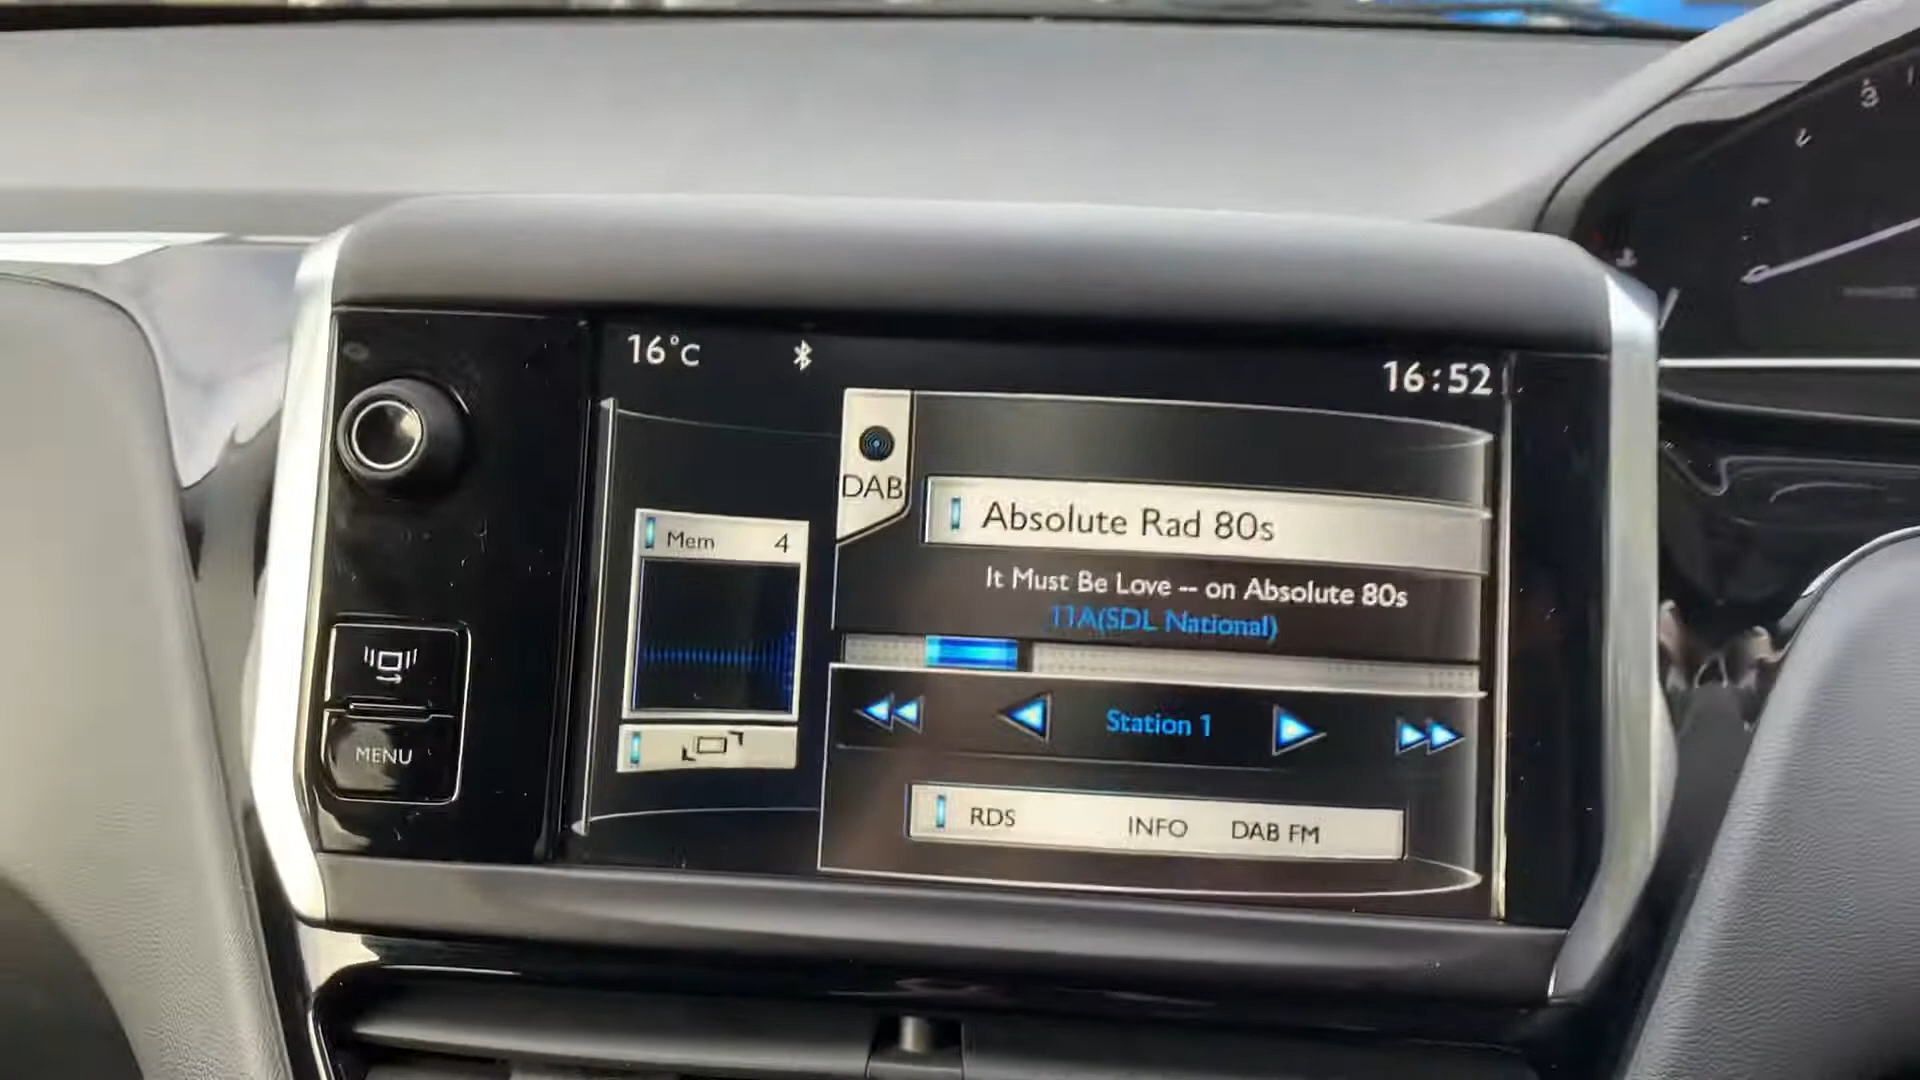 16°C
16:52
DAB
Absolute Rad 80s
Mem 4
It Must Be Love -- on Absolute 80s
11A(SDL National)
Station 1
MENU
RDS INFO DAB FM
3